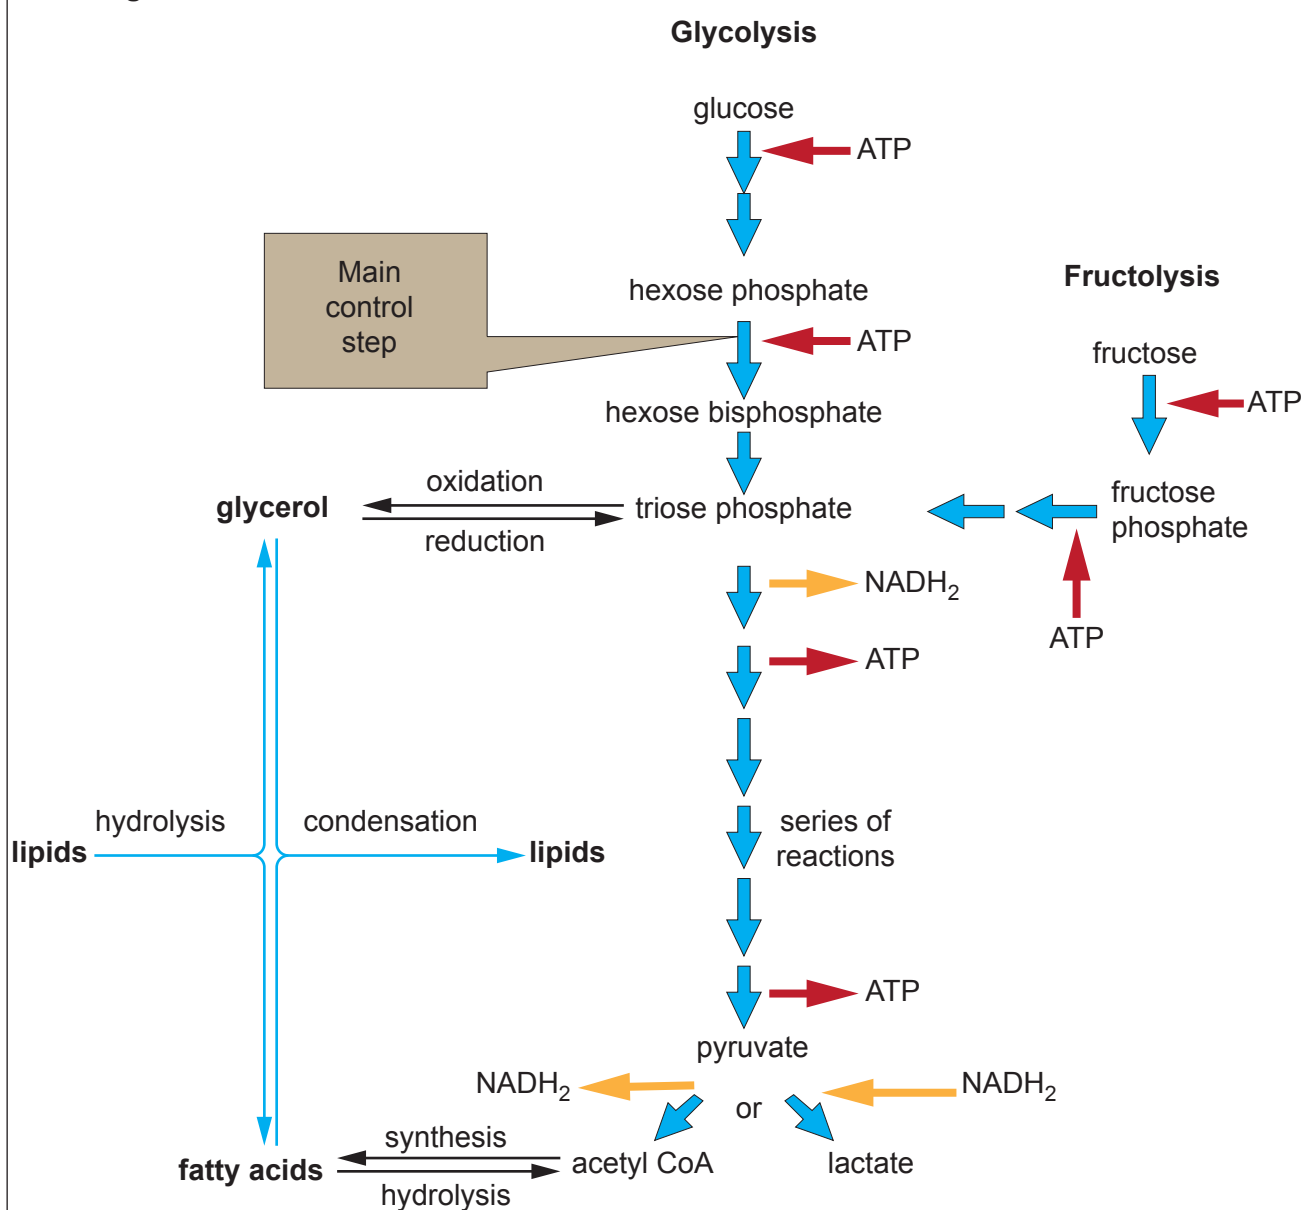 Glycolysis
glucose
ATP
Main
control
step
hexose phosphate
ATP
hexose bisphosphate
Fructolysis
fructose
ATP
fructose
phosphate
ATP
glycerol
oxidation
reduction
triose phosphate
NADH2
ATP
series of
reactions
ATP
pyruvate
lipids
hydrolysis
condensation
lipids
NADH2
or
NADH2
fatty acids
synthesis
hydrolysis
acetyl CoA
lactate